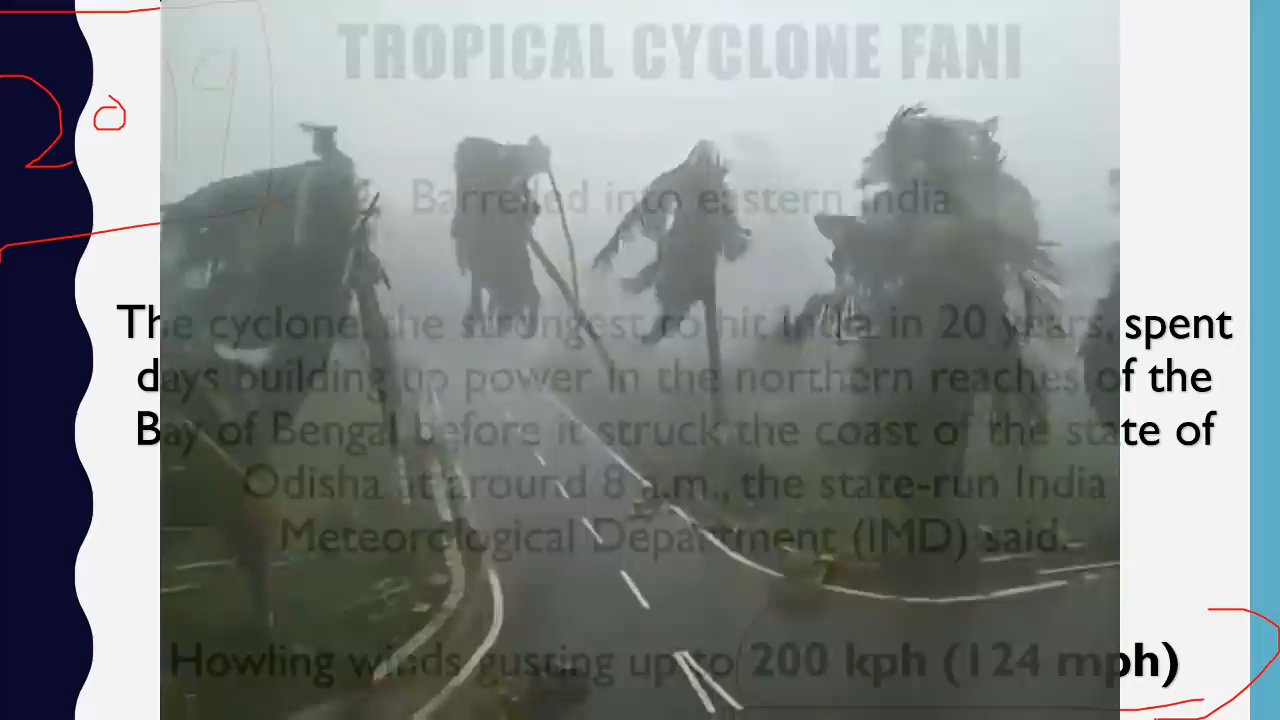 TROPICAL CYCLONE FANI
2019
Barrelled into eastern India
The cyclone, the strongest to hit India in 20 years, spent
days building up power in the northern reaches of the
Bay of Bengal before it struck the coast of the state of
Odisha at around 8 a.m., the state-run India
Meteorological Department (IMD) said.
Howling winds gusting up to 200 kph (124 mph)